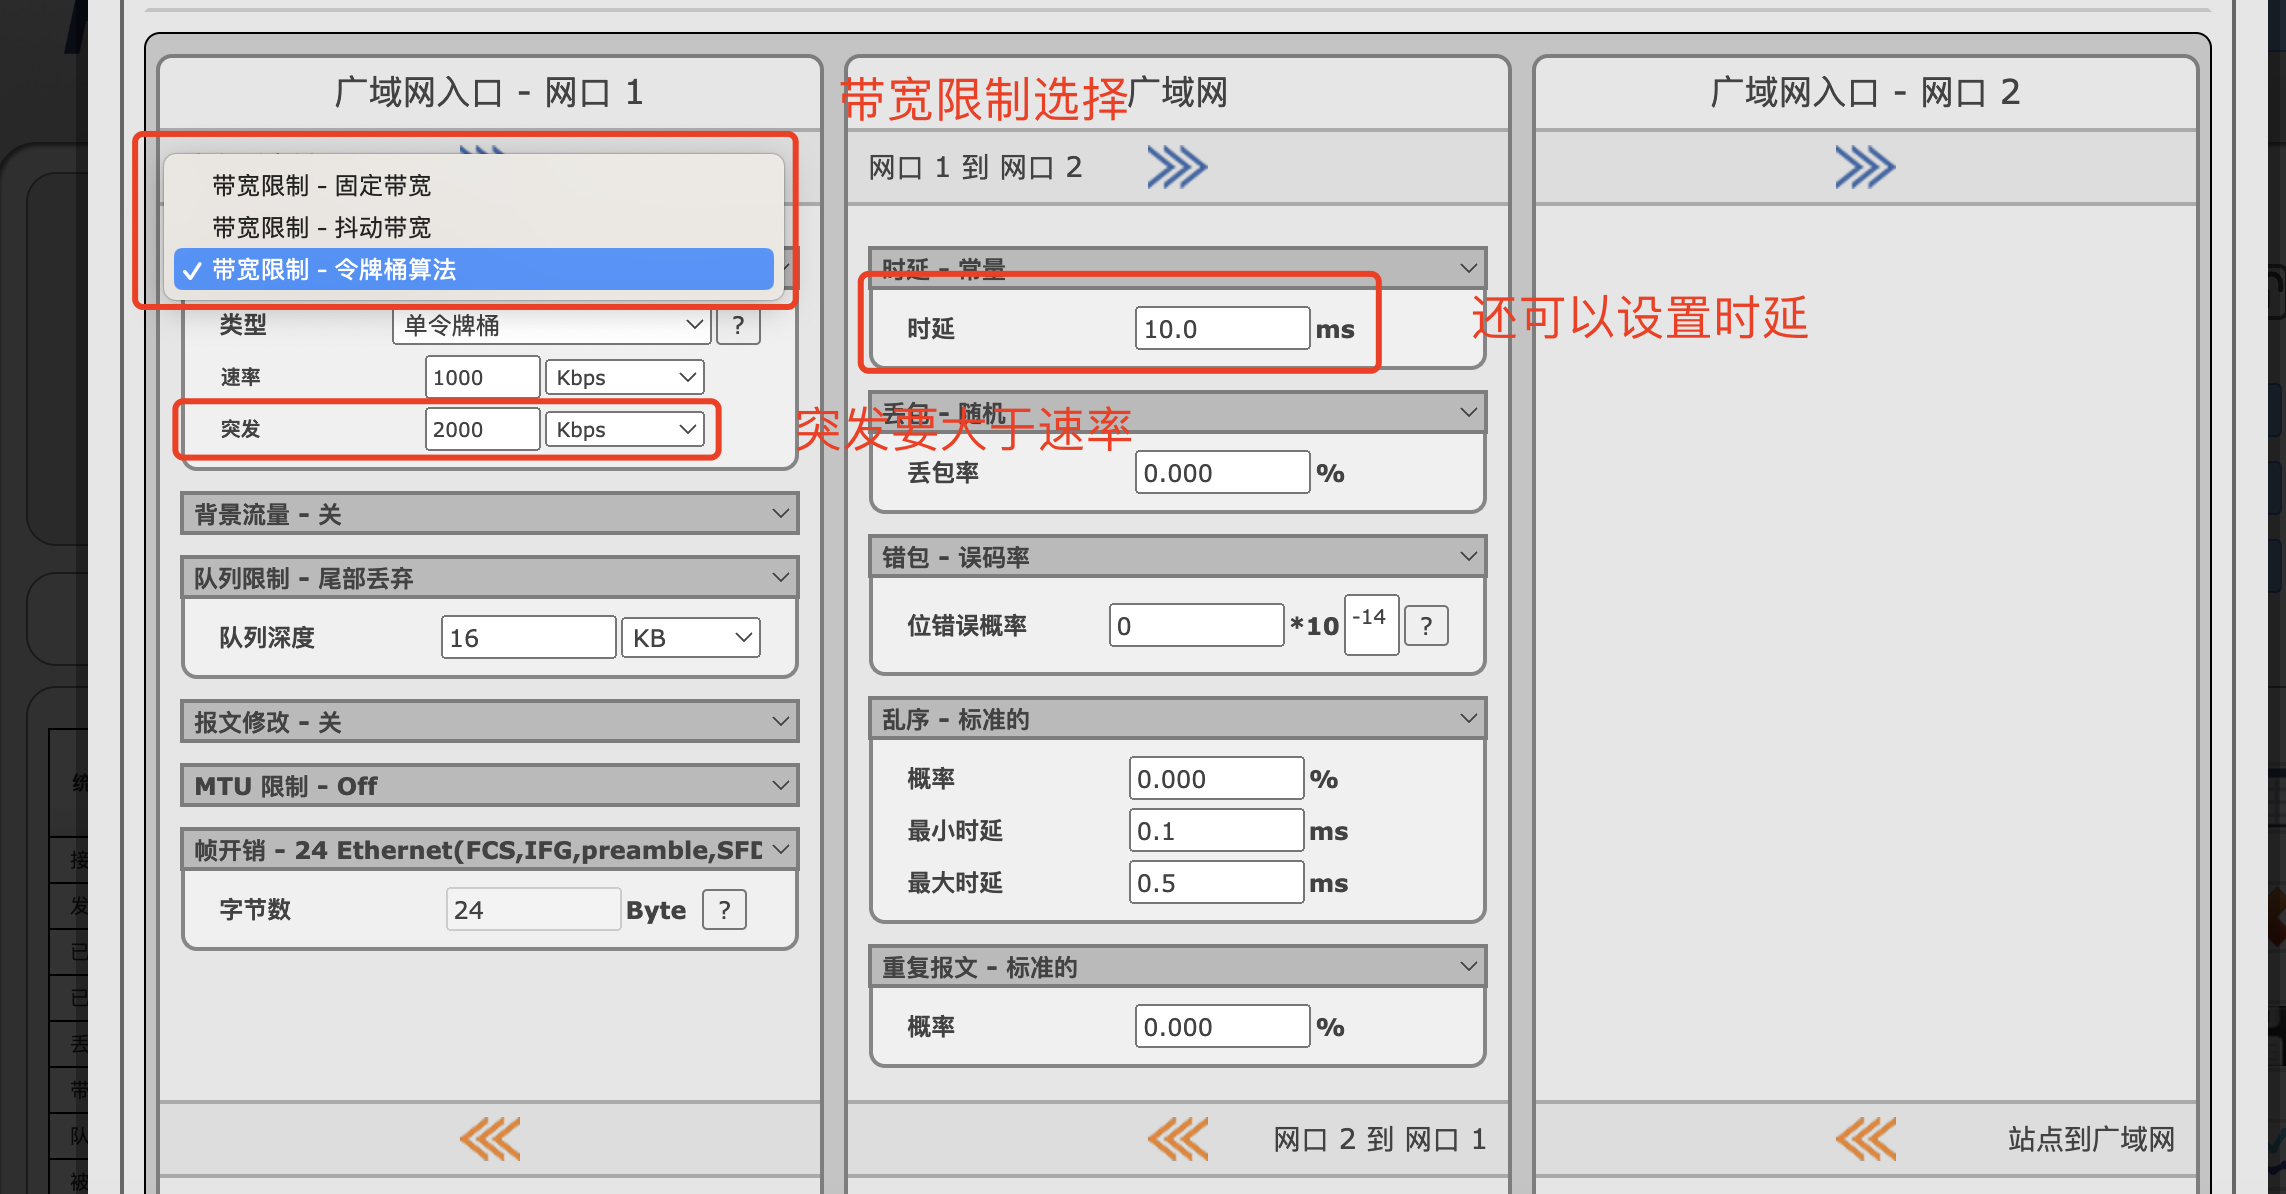 广域网入口 - 网口 1
带宽限制选择
广域网
广域网入口 - 网口 2
带宽限制 - 固定带宽
带宽限制 - 抖动带宽
✓ 带宽限制 - 令牌桶算法
类型 单令牌桶 ?
速率 1000 Kbps
突发 2000 Kbps
背景流量 - 关
队列限制 - 尾部丢弃
队列深度 16 KB
报文修改 - 关
MTU 限制 - Off
帧开销 - 24 Ethernet(FCS,IFG,preamble,SFD
字节数 24 Byte ?
网口 1 到 网口 2
时延 - 常量
时延 10.0 ms
还可以设置时延
丢包 - 随机
突发要大于速率
丢包率 0.000 %
错包 - 误码率
位错误概率 0 *10 -14 ?
乱序 - 标准的
概率 0.000 %
最小时延 0.1 ms
最大时延 0.5 ms
重复报文 - 标准的
概率 0.000 %
网口 2 到 网口 1
站点到广域网
统
接
发
已
已
丢
带
队
被